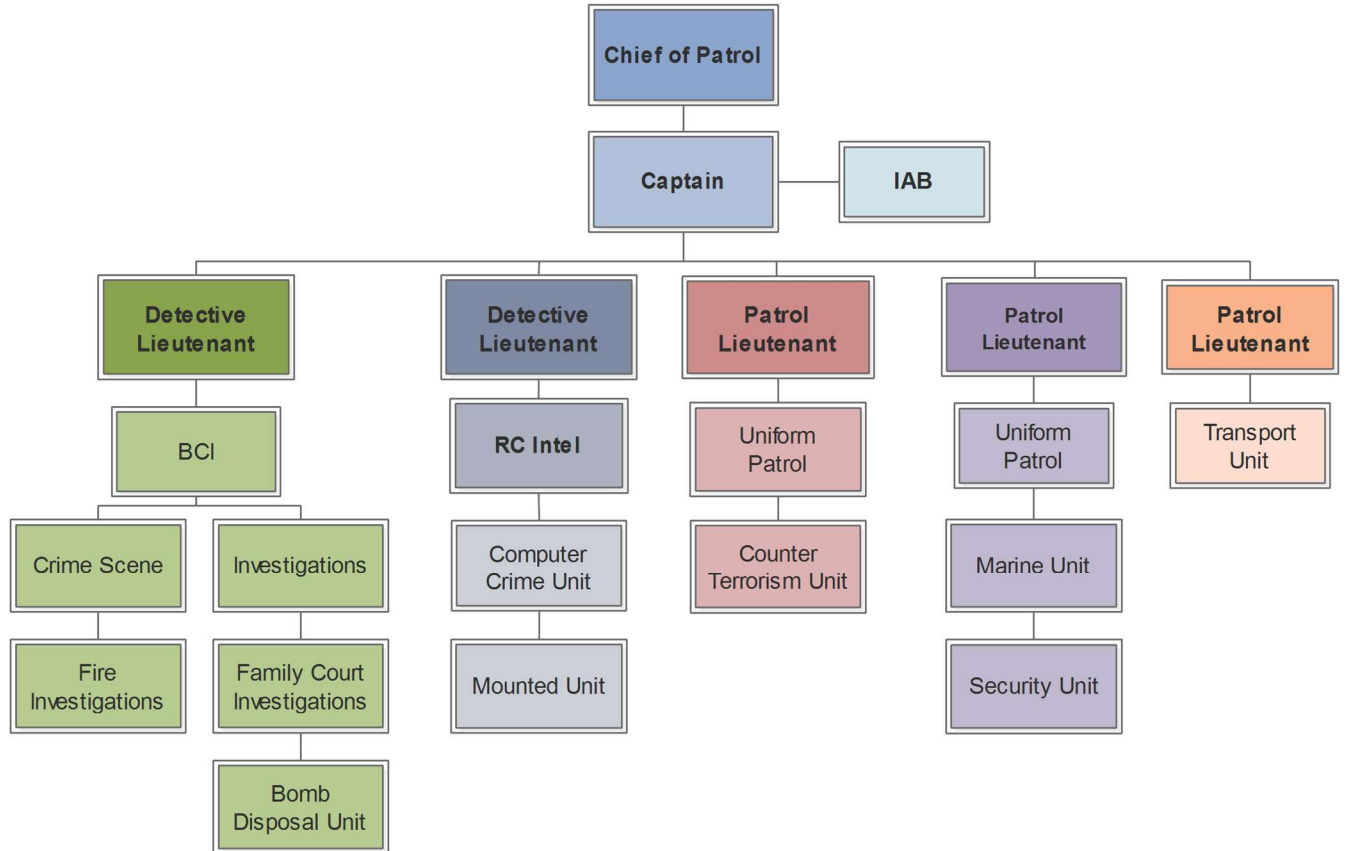 Chief of Patrol
Captain
IAB
Detective
Lieutenant
Detective
Lieutenant
Patrol
Lieutenant
Patrol
Lieutenant
Patrol
Lieutenant
BCI
RC Intel
Uniform
Patrol
Uniform
Patrol
Transport
Unit
Crime Scene
Investigations
Computer
Crime Unit
Counter
Terrorism Unit
Marine Unit
Fire
Investigations
Family Court
Investigations
Mounted Unit
Security Unit
Bomb
Disposal Unit